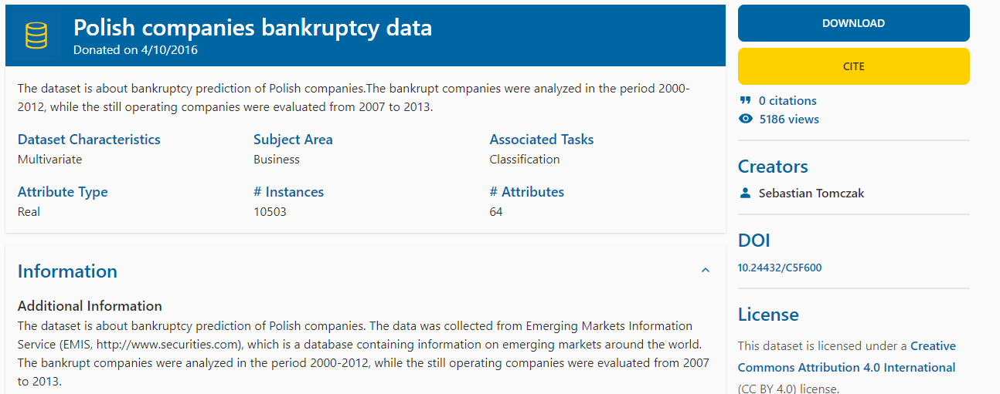 Polish companies bankruptcy data
Donated on 4/10/2016
The dataset is about bankruptcy prediction of Polish companies.The bankrupt companies were analyzed in the period 2000-
2012, while the still operating companies were evaluated from 2007 to 2013.
Dataset Characteristics
Multivariate
Subject Area
Business
Associated Tasks
Classification
Attribute Type
Real
# Instances
10503
# Attributes
64
Information
Additional Information
The dataset is about bankruptcy prediction of Polish companies. The data was collected from Emerging Markets Information
Service (EMIS, http://www.securities.com), which is a database containing information on emerging markets around the world.
The bankrupt companies were analyzed in the period 2000-2012, while the still operating companies were evaluated from 2007
to 2013.
DOWNLOAD
CITE
0 citations
5186 views
Creators
Sebastian Tomczak
DOI
10.24432/C5F600
License
This dataset is licensed under a Creative
Commons Attribution 4.0 International
(CC BY 4.0) license.